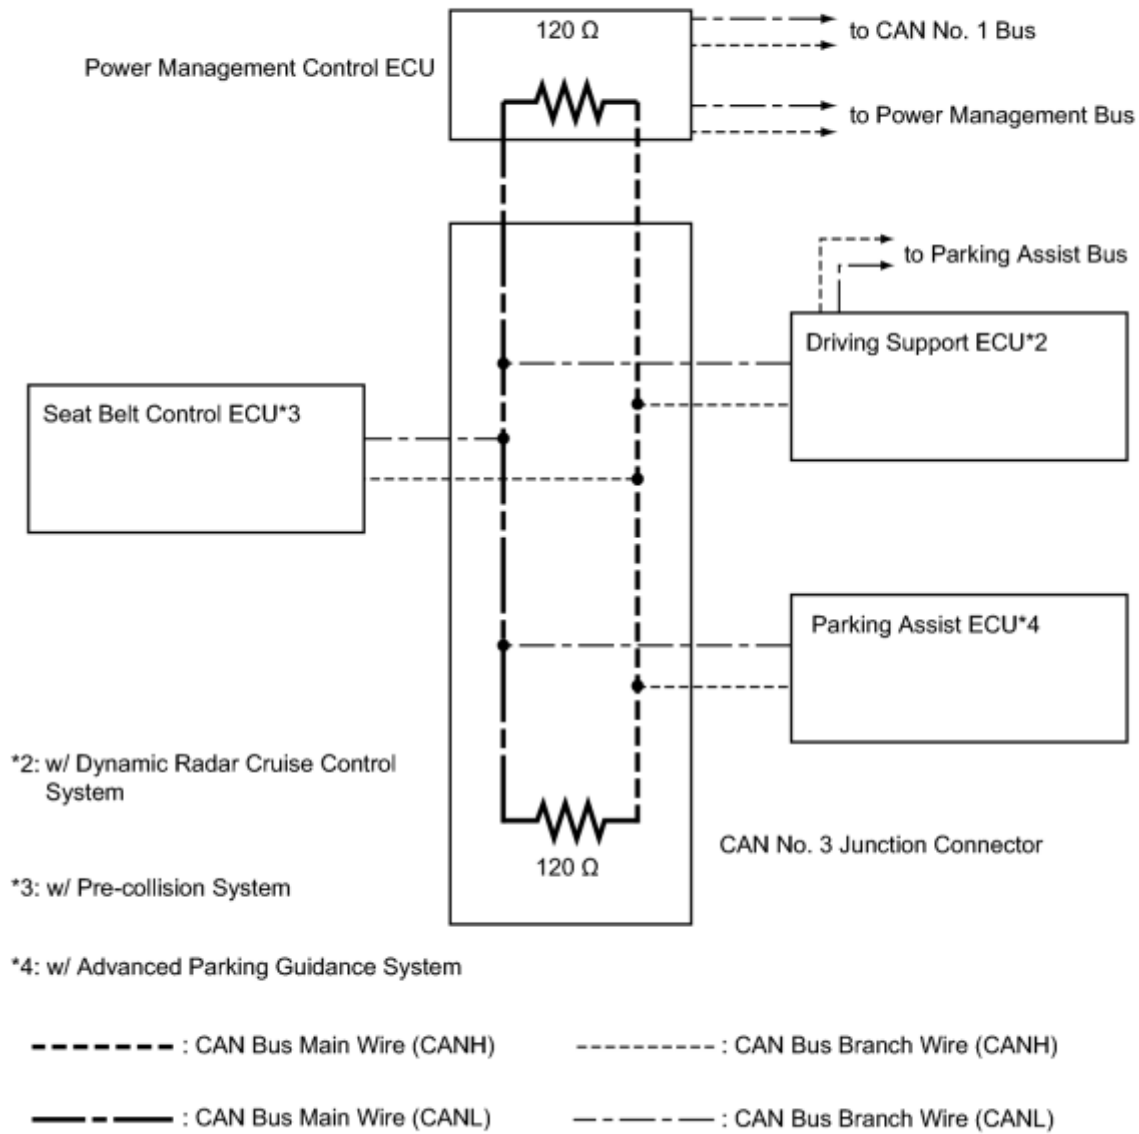 120 Ω
to CAN No. 1 Bus
Power Management Control ECU
to Power Management Bus
to Parking Assist Bus
Driving Support ECU*2
Seat Belt Control ECU*3
Parking Assist ECU*4
*2: w/ Dynamic Radar Cruise Control
System
120 Ω
CAN No. 3 Junction Connector
*3: w/ Pre-collision System
*4: w/ Advanced Parking Guidance System
: CAN Bus Main Wire (CANH)
: CAN Bus Branch Wire (CANH)
: CAN Bus Main Wire (CANL)
: CAN Bus Branch Wire (CANL)